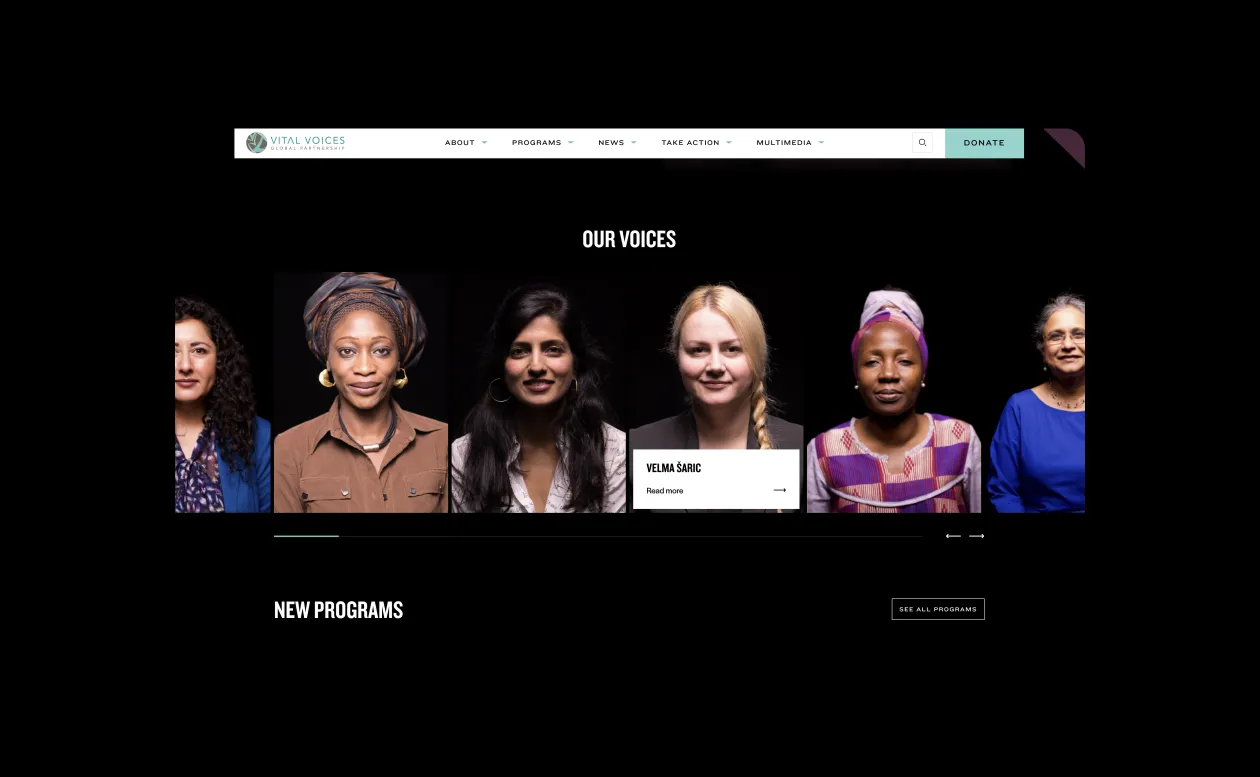 VITAL VOICES
GLOBAL PARTNERSHIP
ABOUT
PROGRAMS
NEWS
TAKE ACTION
MULTIMEDIA
DONATE
OUR VOICES
VELMA ŠARIC
Read more
NEW PROGRAMS
SEE ALL PROGRAMS